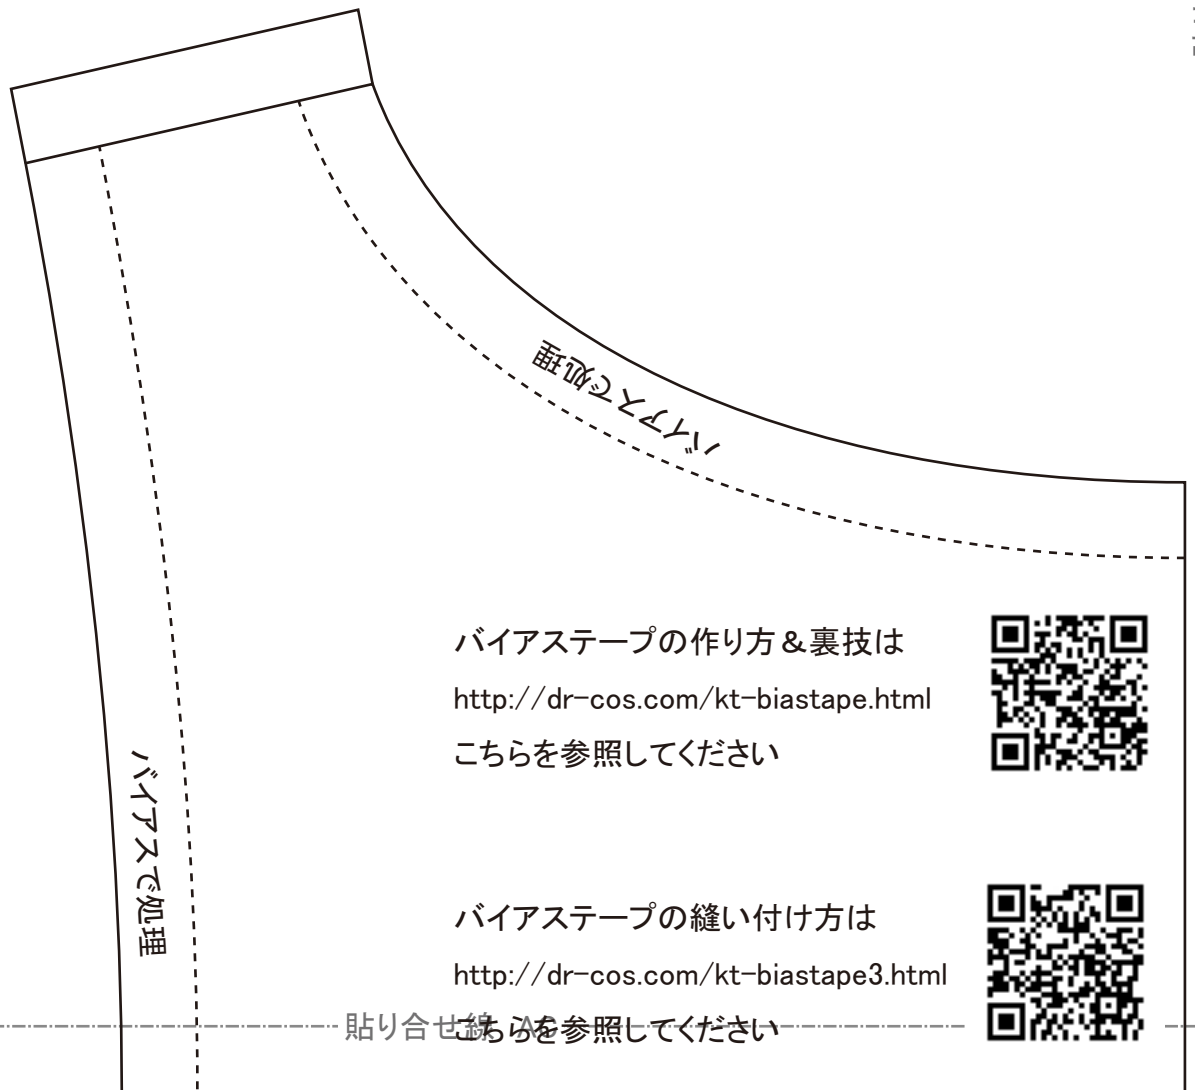 バイアスで処理
バイアステープの作り方＆裏技は
http://dr-cos.com/kt-biastape.html
こちらを参照してください
バイアスで処理
バイアステープの縫い付け方は
http://dr-cos.com/kt-biastape3.html
こちらを参照してください
貼り合せ線